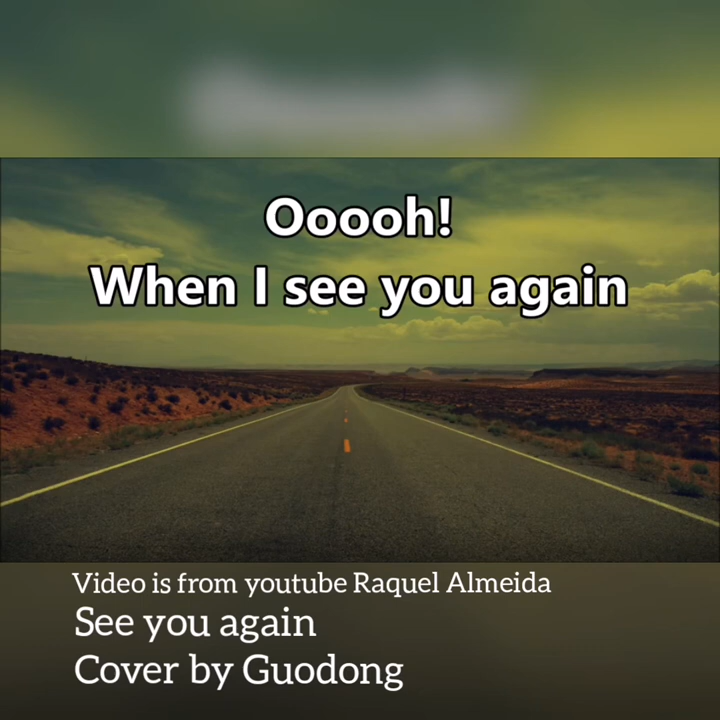 Ooooh!
When I see you again
Video is from youtube Raquel Almeida
See you again
Cover by Guodong